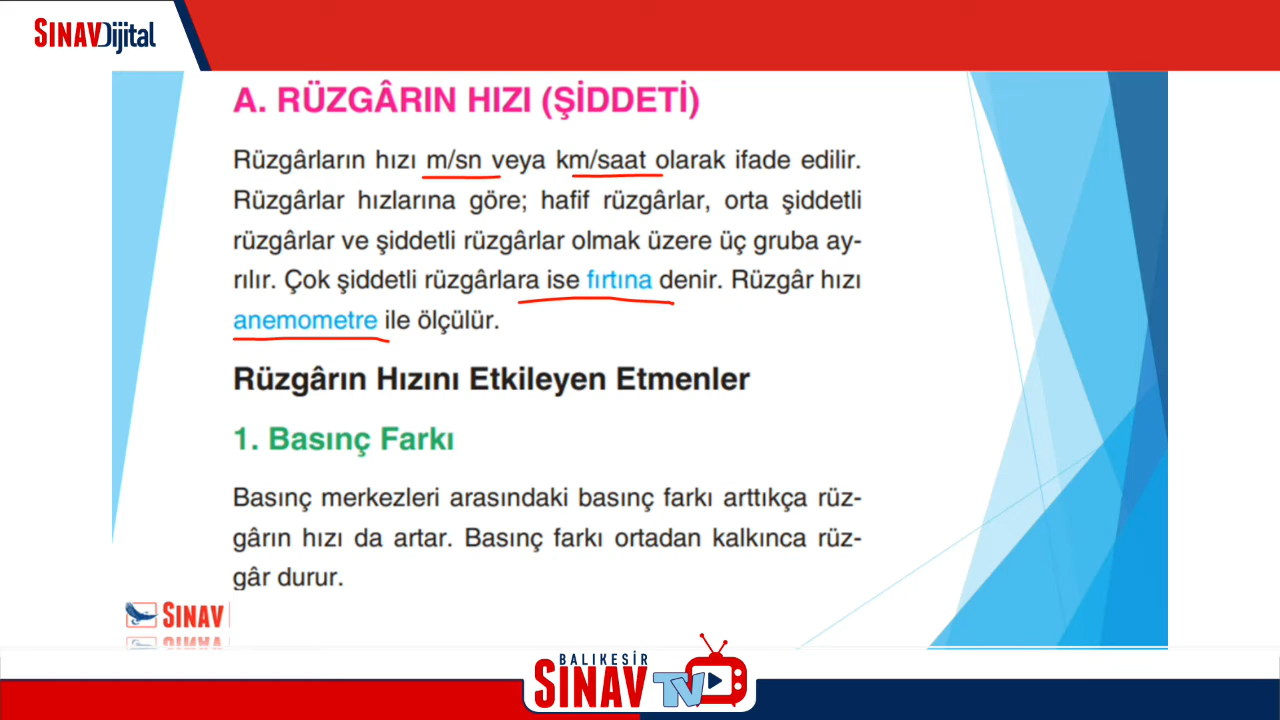 SINAVDijital
A. RÜZGÂRIN HIZI (ŞİDDETİ)
Rüzgârların hızı m/sn veya km/saat olarak ifade edilir.
Rüzgârlar hızlarına göre; hafif rüzgârlar, orta şiddetli
rüzgârlar ve şiddetli rüzgârlar olmak üzere üç gruba ay-
rılır. Çok şiddetli rüzgârlara ise fırtına denir. Rüzgâr hızı
anemometre ile ölçülür.
Rüzgârın Hızını Etkileyen Etmenler
1. Basınç Farkı
Basınç merkezleri arasındaki basınç farkı arttıkça rüz-
gârın hızı da artar. Basınç farkı ortadan kalkınca rüz-
gâr durur.
SINAV
BALIKESİR
SINAV TV